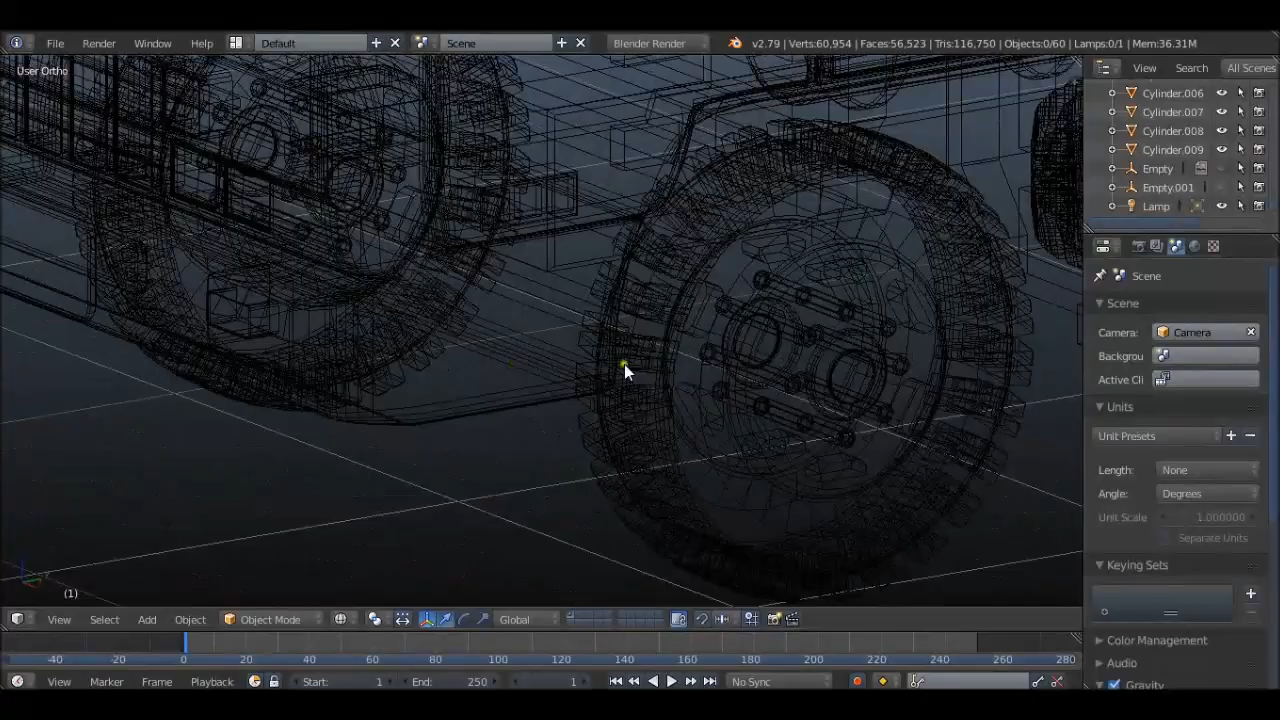 File Render Window Help Default Scene Blender Render v2.79 | Verts:60,954 | Faces:56,523 | Tris:116,750 | Objects:0/60 | Lamps:0/1 | Mem:36.31M
User Ortho
View Search All Scenes
Cylinder.006
Cylinder.007
Cylinder.008
Cylinder.009
Empty
Empty.001
Lamp
Scene
Scene
Camera: Camera
Backgrou
Active Cli
Units
Unit Presets
Length: None
Angle: Degrees
Unit Scale 1.000000
Separate Units
Keying Sets
Color Management
Audio
Gravity
(1)
View Select Add Object Object Mode Global
-40 -20 0 20 40 60 80 100 120 140 160 180 200 220 240 260 280
View Marker Frame Playback Start: 1 End: 250 1 No Sync